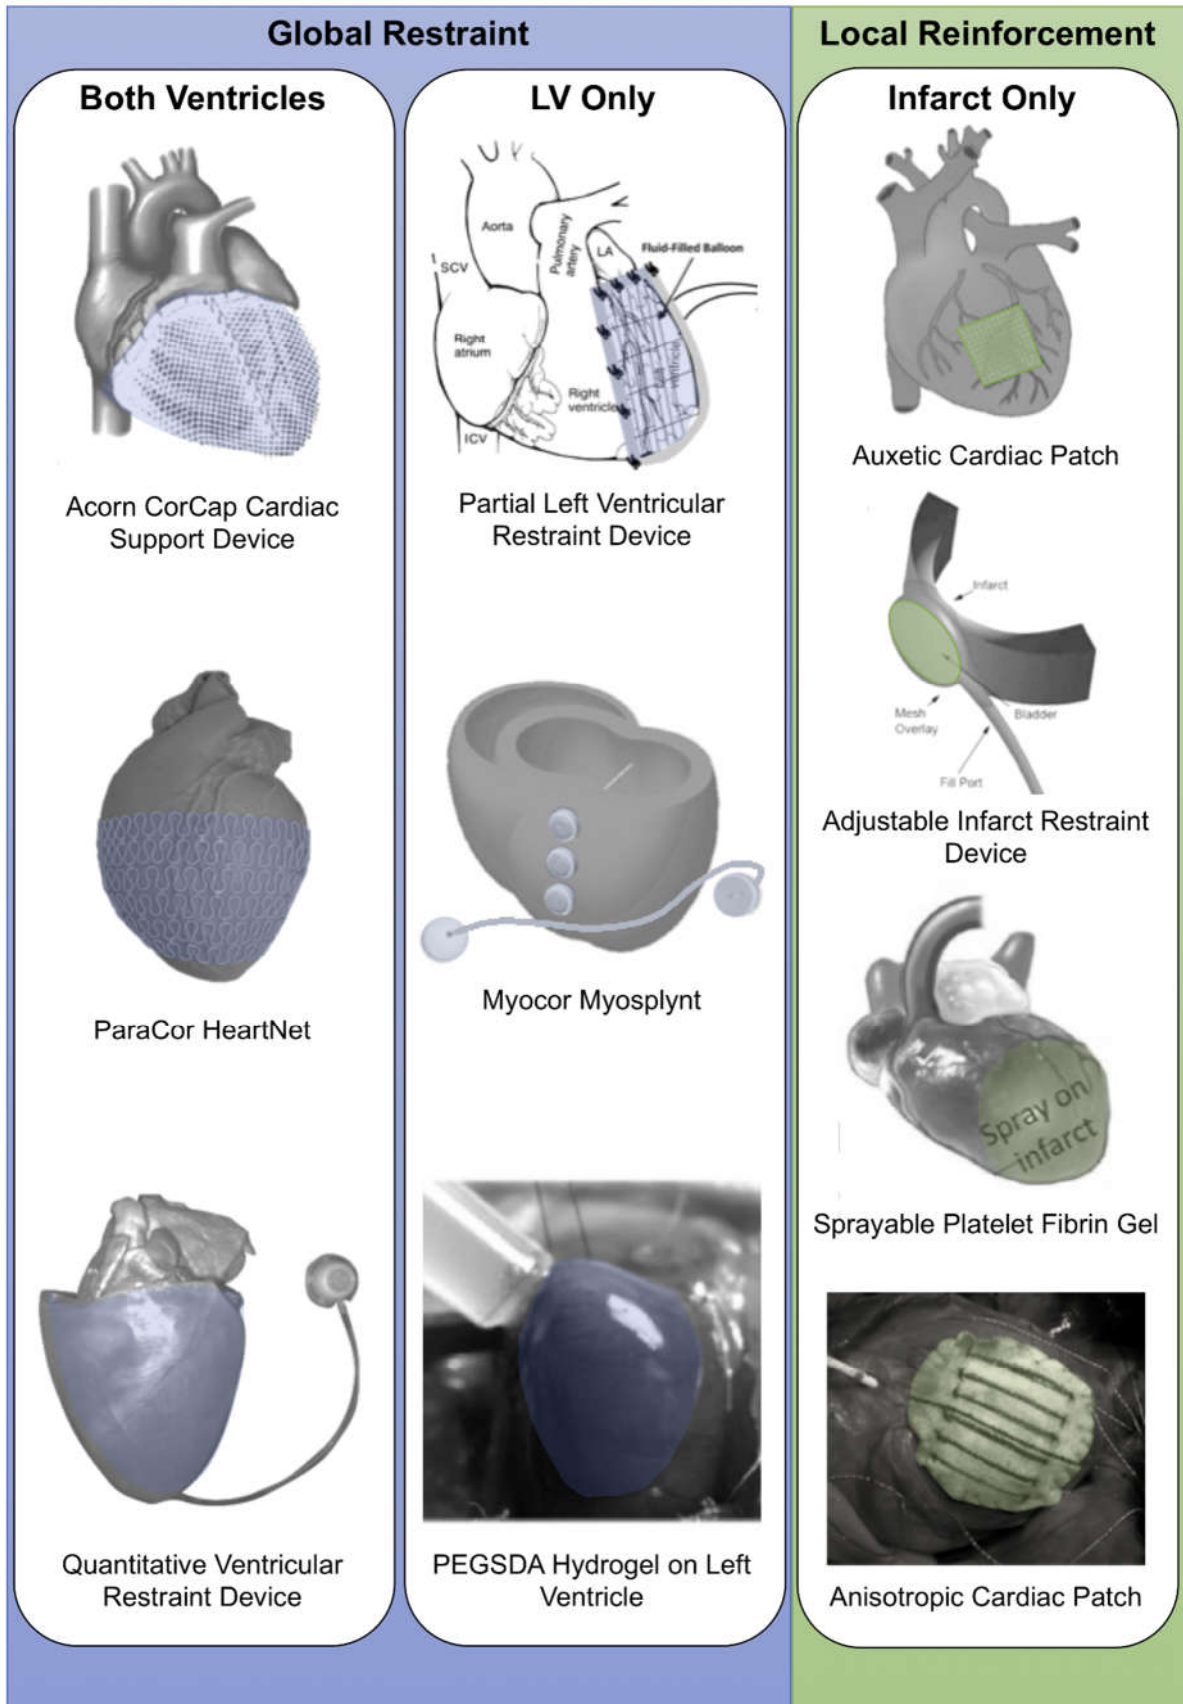 Global Restraint
Local Reinforcement
Both Ventricles
Acorn CorCap Cardiac
Support Device
ParaCor HeartNet
Quantitative Ventricular
Restraint Device
LV Only
Aorta
Pulmonary
artery
LA
Fluid-Filled Balloon
SCV
Right
atrium
ventricle
Right
ventricle
ICV
Partial Left Ventricular
Restraint Device
Myocor Myosplynt
PEGSDA Hydrogel on Left
Ventricle
Infarct Only
Auxetic Cardiac Patch
Infarct
Mesh
Overlay
Bladder
Fill Port
Adjustable Infarct Restraint
Device
Spray on
infarct
Sprayable Platelet Fibrin Gel
Anisotropic Cardiac Patch